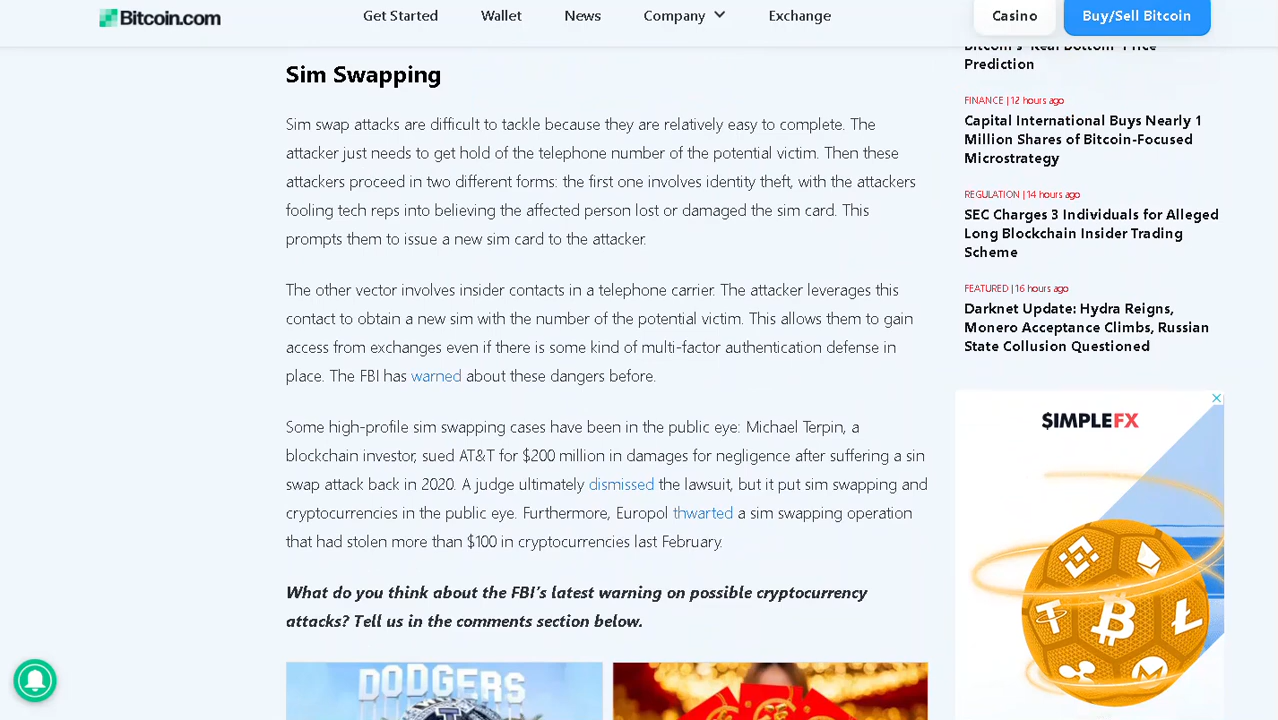 Bitcoin.com
Get Started
Wallet
News
Company
Exchange
Casino
Buy/Sell Bitcoin
Sim Swapping
Sim swap attacks are difficult to tackle because they are relatively easy to complete. The
attacker just needs to get hold of the telephone number of the potential victim. Then these
attackers proceed in two different forms: the first one involves identity theft, with the attackers
fooling tech reps into believing the affected person lost or damaged the sim card. This
prompts them to issue a new sim card to the attacker.
The other vector involves insider contacts in a telephone carrier. The attacker leverages this
contact to obtain a new sim with the number of the potential victim. This allows them to gain
access from exchanges even if there is some kind of multi-factor authentication defense in
place. The FBI has warned about these dangers before.
Some high-profile sim swapping cases have been in the public eye: Michael Terpin, a
blockchain investor, sued AT&T for $200 million in damages for negligence after suffering a sin
swap attack back in 2020. A judge ultimately dismissed the lawsuit, but it put sim swapping and
cryptocurrencies in the public eye. Furthermore, Europol thwarted a sim swapping operation
that had stolen more than $100 in cryptocurrencies last February.
What do you think about the FBI's latest warning on possible cryptocurrency
attacks? Tell us in the comments section below.
DODGERS
Bitcoin's 'Real Bottom' Price
Prediction
FINANCE | 12 hours ago
Capital International Buys Nearly 1
Million Shares of Bitcoin-Focused
Microstrategy
REGULATION | 14 hours ago
SEC Charges 3 Individuals for Alleged
Long Blockchain Insider Trading
Scheme
FEATURED | 16 hours ago
Darknet Update: Hydra Reigns,
Monero Acceptance Climbs, Russian
State Collusion Questioned
$IMPLEFX